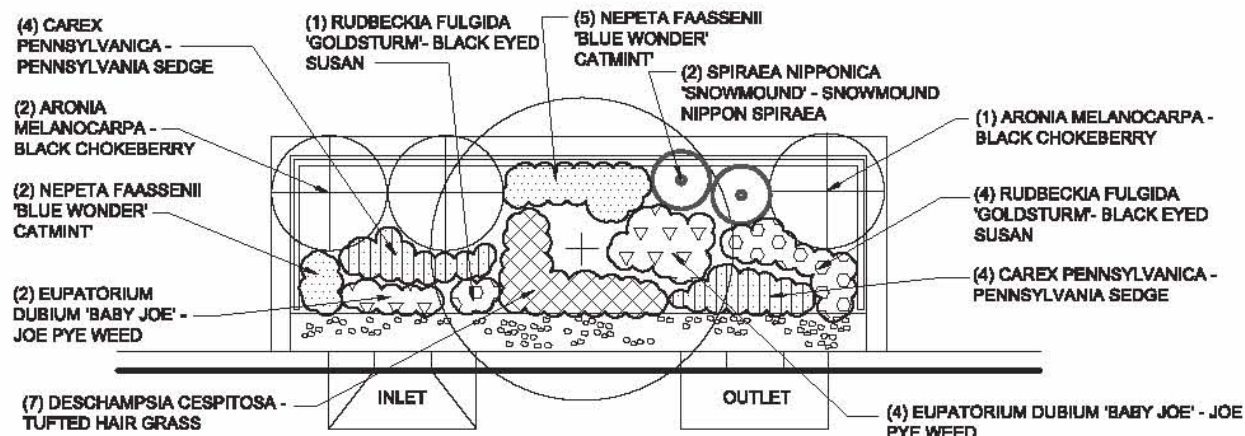 (4) CAREX
PENNSYLVANICA -
PENNSYLVANIA SEDGE
(1) RUDBECKIA FULGIDA
'GOLDSTURM'- BLACK EYED
SUSAN
(5) NEPETA FAASSENII
'BLUE WONDER'
CATMINT'
(2) SPIRAEA NIPPONICA
'SNOWMOUND' - SNOWMOUND
NIPPON SPIRAEA
(2) ARONIA
MELANOCARPA -
BLACK CHOKEBERRY
(1) ARONIA MELANOCARPA -
BLACK CHOKEBERRY
(2) NEPETA FAASSENII
'BLUE WONDER'
CATMINT'
(4) RUDBECKIA FULGIDA
'GOLDSTURM'- BLACK EYED
SUSAN
(2) EUPATORIUM
DUBIUM 'BABY JOE' -
JOE PYE WEED
(4) CAREX PENNSYLVANICA -
PENNSYLVANIA SEDGE
(7) DESCHAMPSIA CESPITOSA -
TUFTED HAIR GRASS
INLET
OUTLET
(4) EUPATORIUM DUBIUM 'BABY JOE' - JOE
PYE WEED